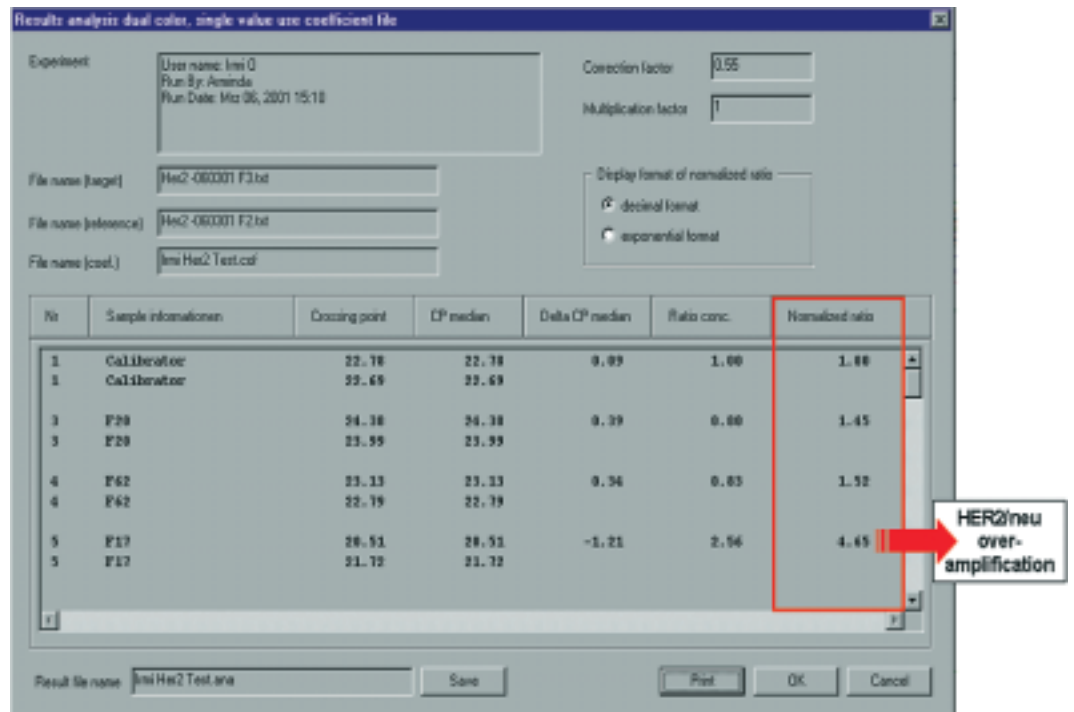 Results analysis dual color, single value use coefficient file
Experiment
User name: Irmi O
Run By: Aminda
Run Date: Mrz 06, 2001 15:10
Correction factor 0.55
Multiplication factor 1
File name (target) Her2-060301 F3.txt
File name (reference) Her2-060301 F2.txt
File name (coef.) Irmi Her2 Test.cof
Display format of normalized ratio
decimal format
exponential format
Nr Sample informationen Crossing point CP median Delta CP median Ratio conc. Normalized ratio
1 Calibrator 22.78 22.78 0.09 1.00 1.00
1 Calibrator 22.69 22.69
3 F20 24.38 24.38 0.39 0.80 1.45
3 F20 23.99 23.99
4 F62 23.13 23.13 0.34 0.83 1.52
4 F62 22.79 22.79
5 F17 20.51 20.51 -1.21 2.56 4.65
5 F17 21.72 21.72
HER2/neu
over-
amplification
Result file name Irmi Her2 Test.ana Save Print OK Cancel